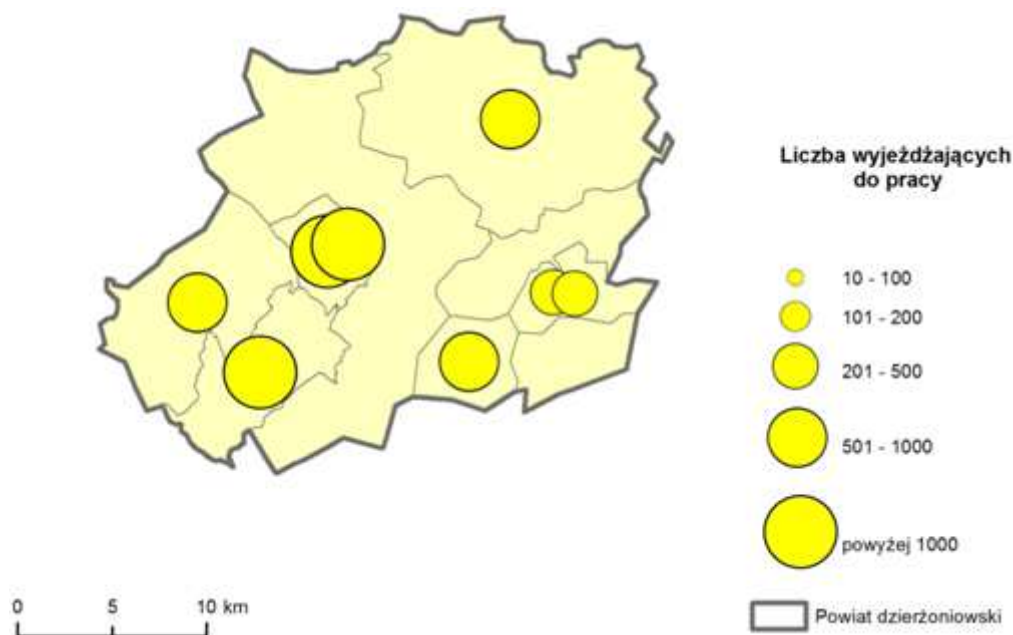 Liczba wyjeżdżających
do pracy
10 - 100
101 - 200
201 - 500
501 - 1000
powyżej 1000
0 5 10 km
Powiat dzierżoniowski